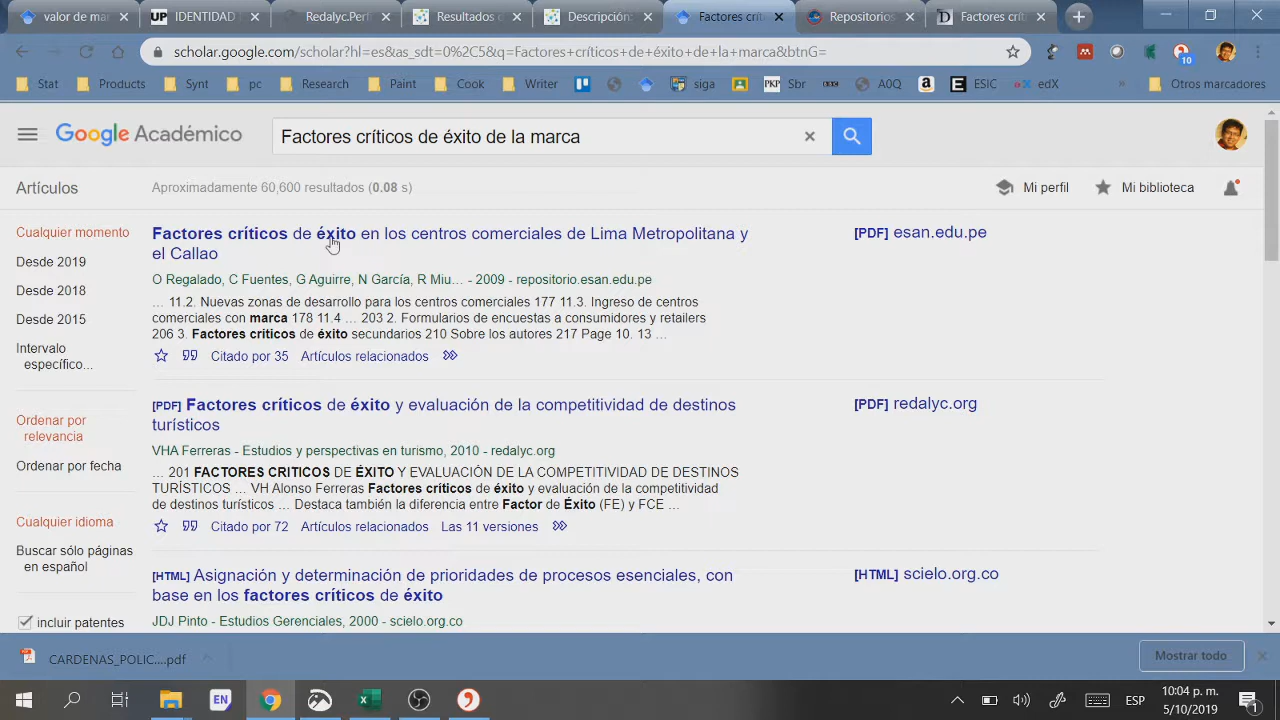 valor de mar
IDENTIDAD
Redalyc.Perf
Resultados c
Descripción:
Factores crít
Repositorios
Factores crít
scholar.google.com/scholar?hl=es&as_sdt=0%2C5&q=Factores+críticos+de+éxito+de+la+marca&btnG=
10
Stat Products Synt pc Research Paint Cook Writer siga PKP Sbr A0Q ESIC edX » Otros marcadores
Google Académico
Factores críticos de éxito de la marca
Artículos
Aproximadamente 60,600 resultados (0.08 s)
Mi perfil
Mi biblioteca
Cualquier momento
Desde 2019
Desde 2018
Desde 2015
Intervalo
específico...
Ordenar por
relevancia
Ordenar por fecha
Cualquier idioma
Buscar sólo páginas
en español
incluir patentes
Factores críticos de éxito en los centros comerciales de Lima Metropolitana y
el Callao
O Regalado, C Fuentes, G Aguirre, N García, R Miu… - 2009 - repositorio.esan.edu.pe
… 11.2. Nuevas zonas de desarrollo para los centros comerciales 177 11.3. Ingreso de centros
comerciales con marca 178 11.4 … 203 2. Formularios de encuestas a consumidores y retailers
206 3. Factores críticos de éxito secundarios 210 Sobre los autores 217 Page 10. 13 …
Citado por 35 Artículos relacionados
[PDF] esan.edu.pe
[PDF] Factores críticos de éxito y evaluación de la competitividad de destinos
turísticos
VHA Ferreras - Estudios y perspectivas en turismo, 2010 - redalyc.org
… 201 FACTORES CRITICOS DE ÉXITO Y EVALUACIÓN DE LA COMPETITIVIDAD DE DESTINOS
TURÍSTICOS … VH Alonso Ferreras Factores críticos de éxito y evaluación de la competitividad
de destinos turísticos … Destaca también la diferencia entre Factor de Éxito (FE) y FCE …
Citado por 72 Artículos relacionados Las 11 versiones
[PDF] redalyc.org
[HTML] Asignación y determinación de prioridades de procesos esenciales, con
base en los factores críticos de éxito
JDJ Pinto - Estudios Gerenciales, 2000 - scielo.org.co
[HTML] scielo.org.co
CARDENAS_POLIC....pdf
Mostrar todo
EN
ESP
10:04 p. m.
5/10/2019
1